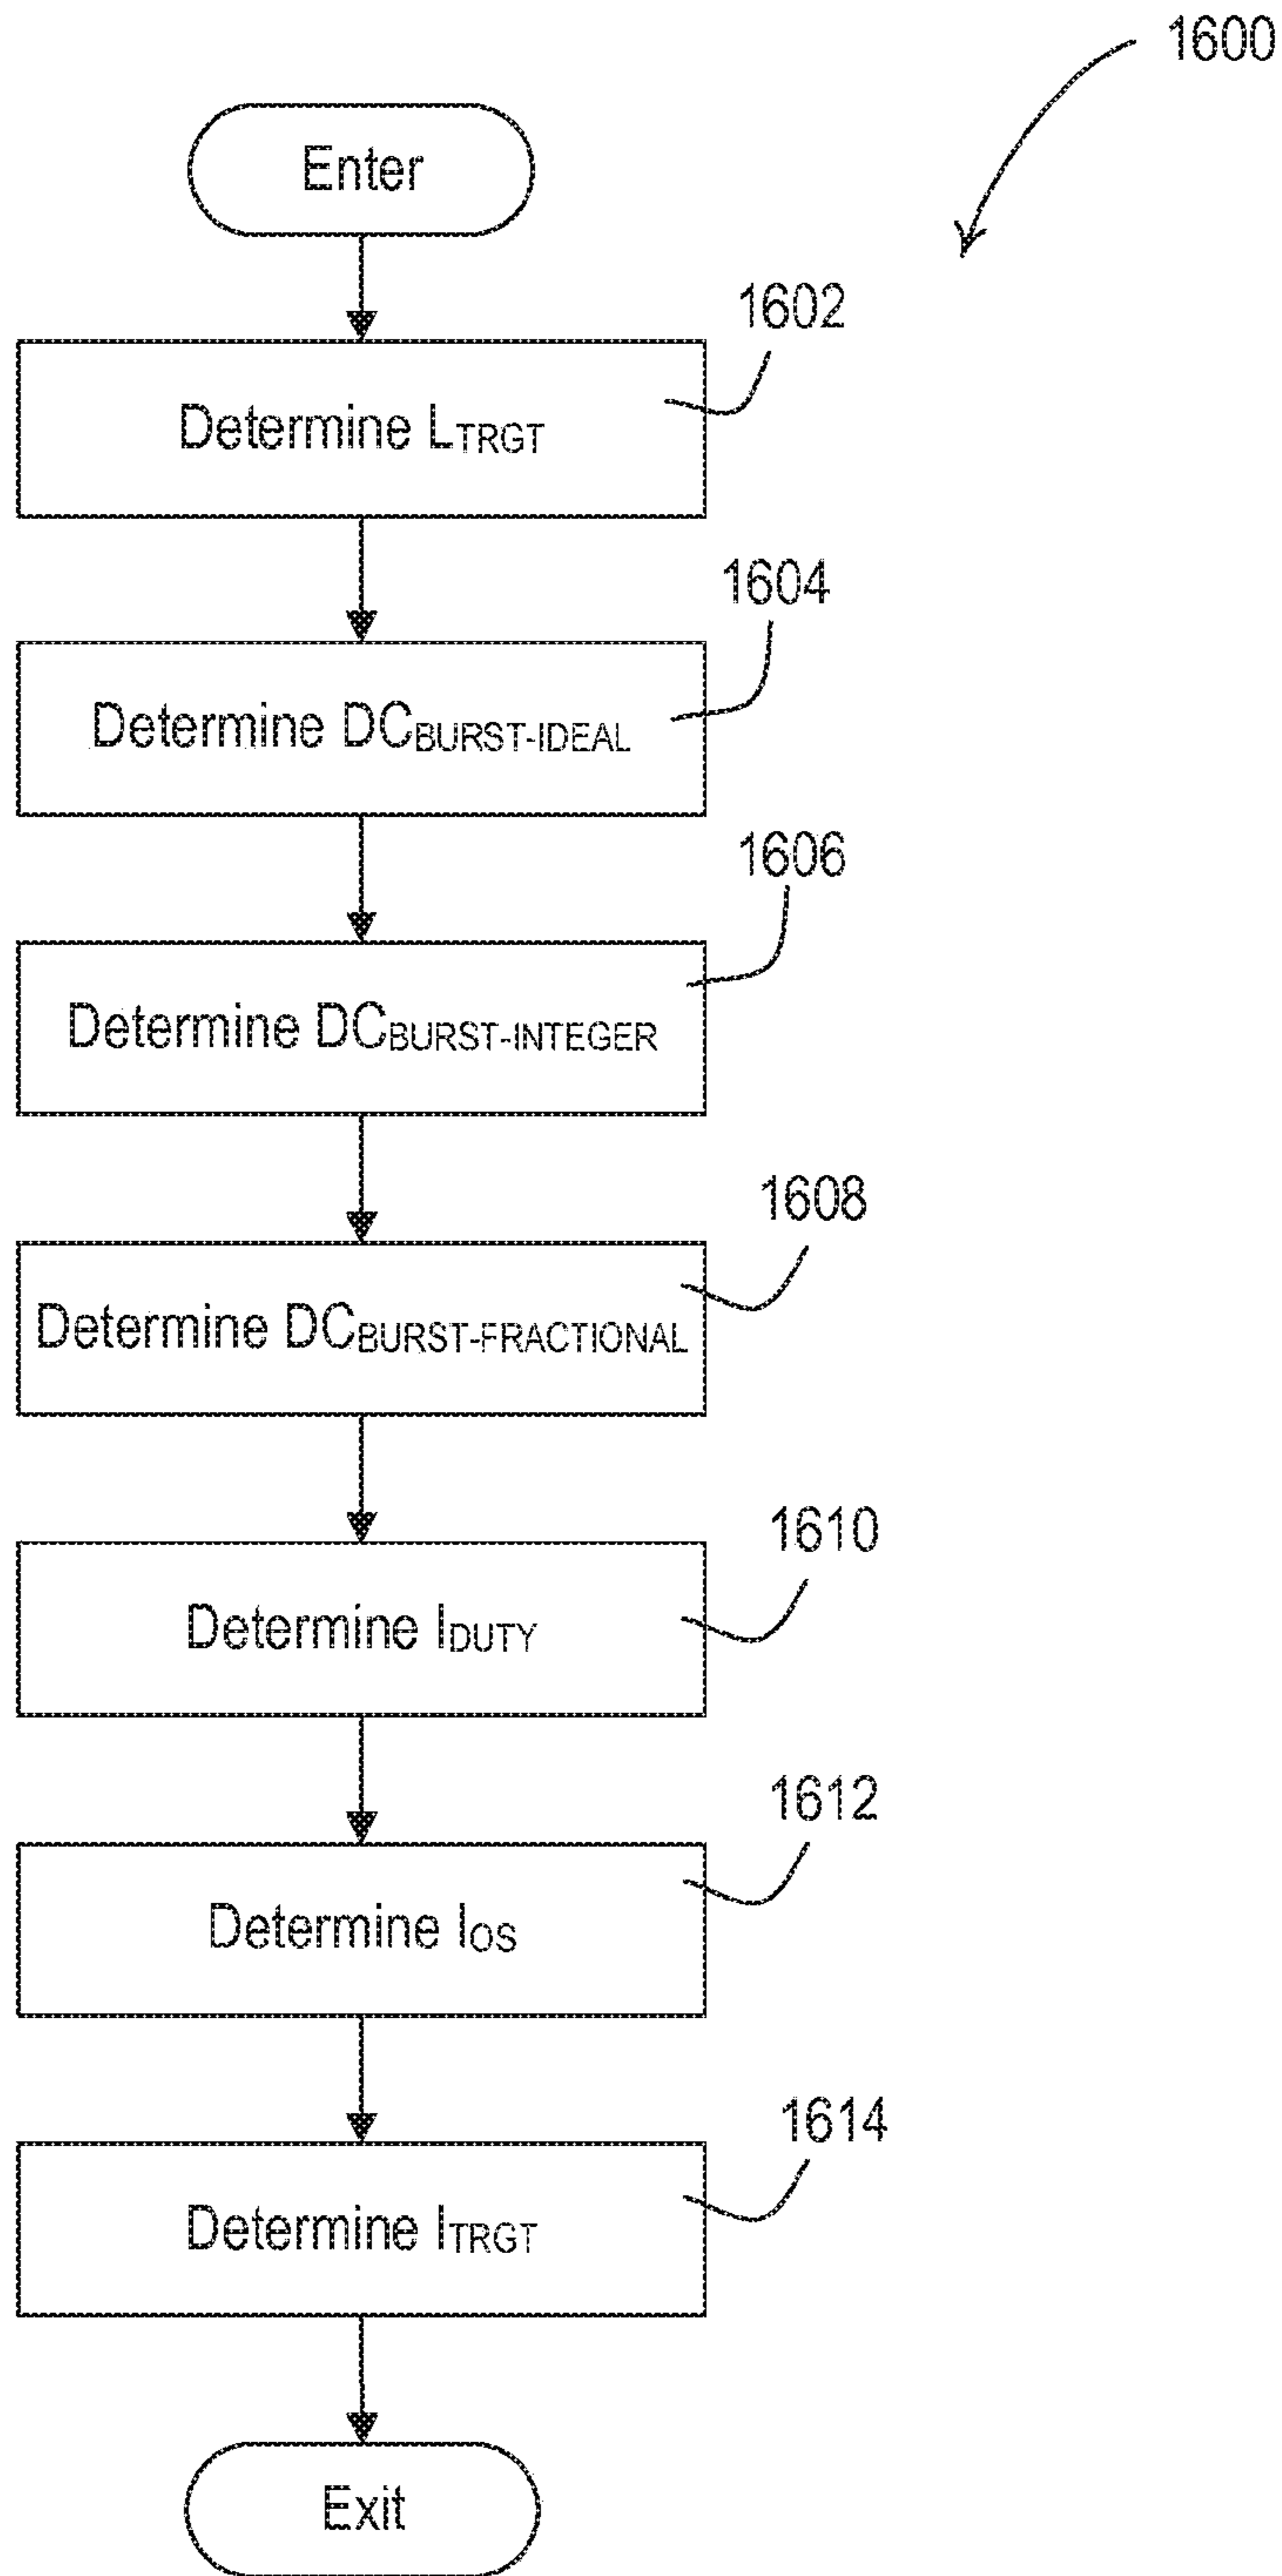 1600
Enter
1602
Determine LTRGT
1604
Determine DCBURST-IDEAL
1606
Determine DCBURST-INTEGER
1608
Determine DCBURST-FRACTIONAL
1610
Determine IDUTY
1612
Determine IOS
1614
Determine ITRGT
Exit